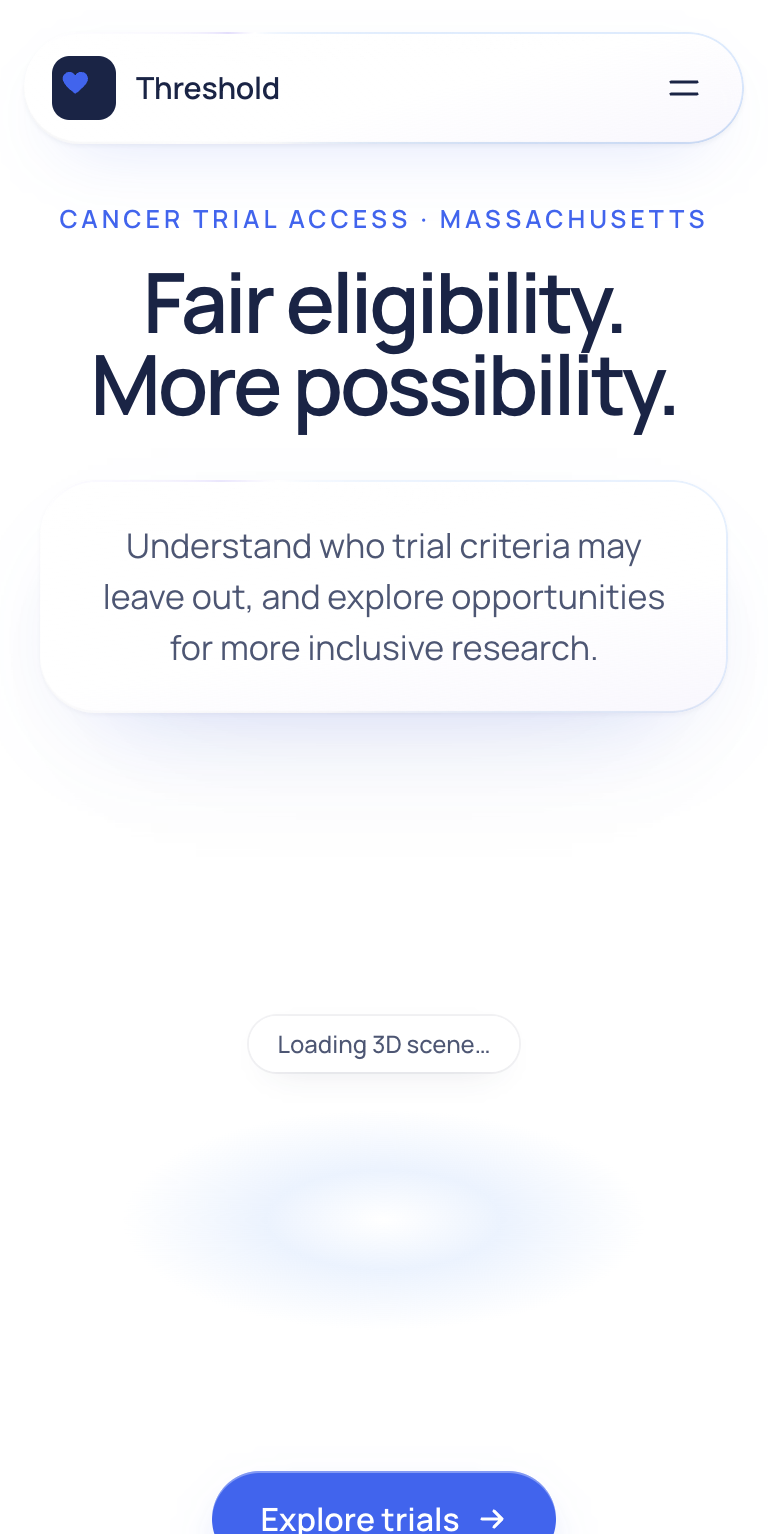 Threshold
CANCER TRIAL ACCESS · MASSACHUSETTS
Fair eligibility.
More possibility.
Understand who trial criteria may
leave out, and explore opportunities
for more inclusive research.
Loading 3D scene…
Explore trials →